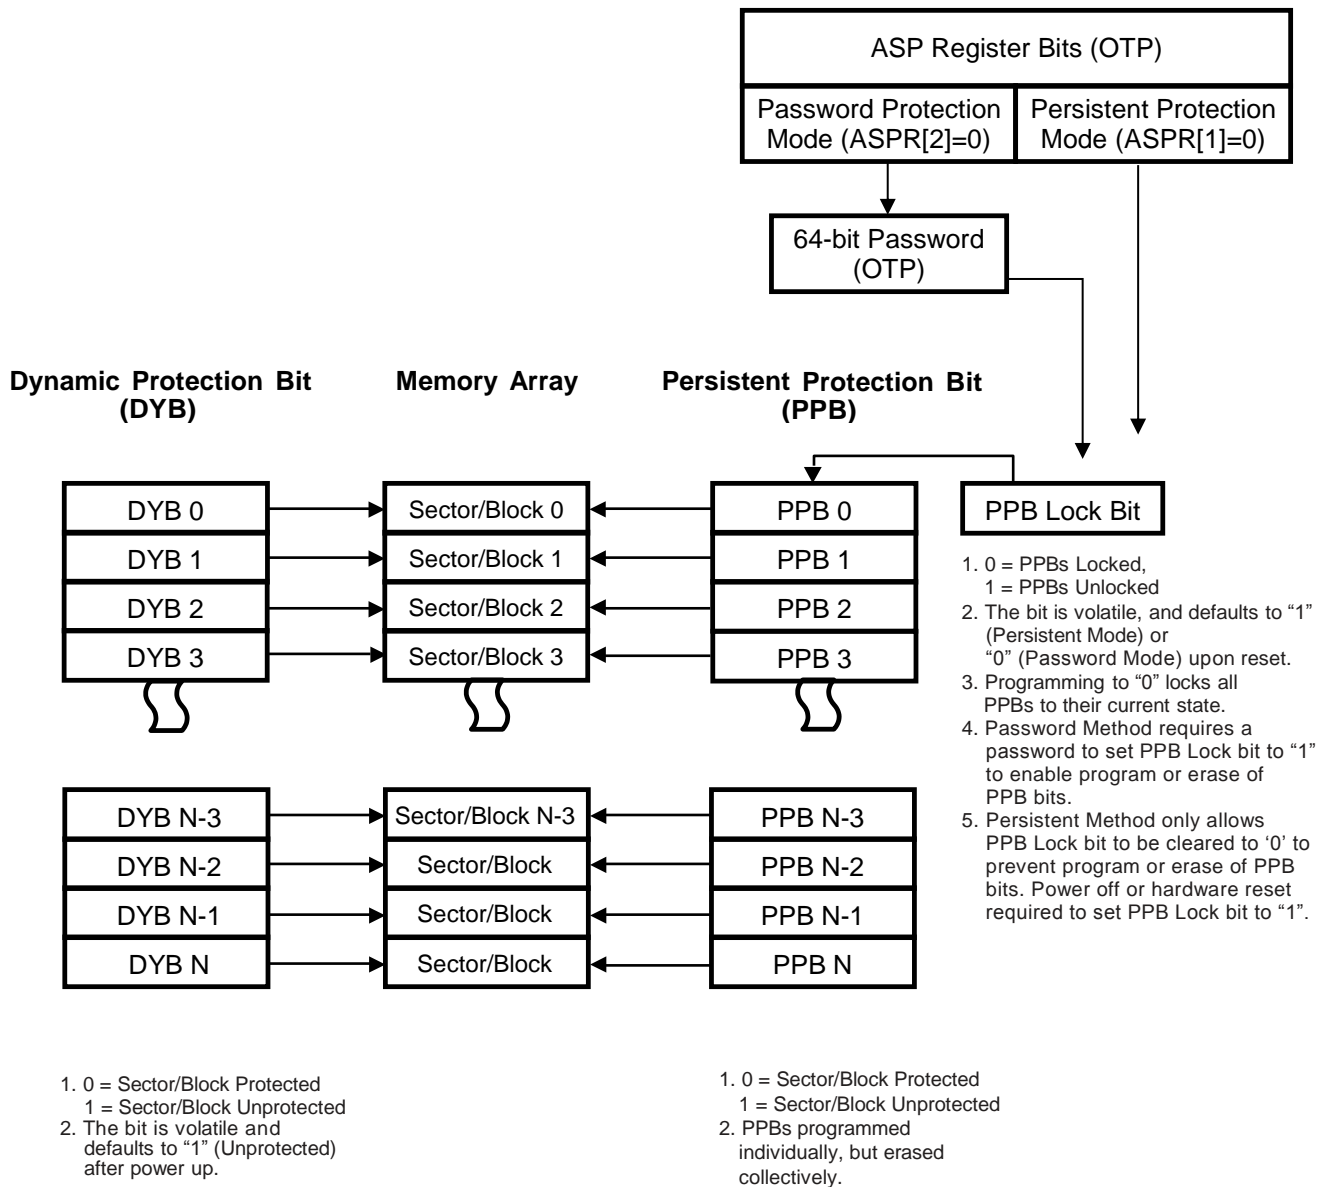 ASP Register Bits (OTP)
Password Protection
Mode (ASPR[2]=0)
Persistent Protection
Mode (ASPR[1]=0)
64-bit Password
(OTP)
Dynamic Protection Bit
(DYB)
Memory Array
Persistent Protection Bit
(PPB)
DYB 0
Sector/Block 0
PPB 0
PPB Lock Bit
DYB 1
Sector/Block 1
PPB 1
DYB 2
Sector/Block 2
PPB 2
DYB 3
Sector/Block 3
PPB 3
1. 0 = PPBs Locked,
1 = PPBs Unlocked
2. The bit is volatile, and defaults to “1”
(Persistent Mode) or
“0” (Password Mode) upon reset.
3. Programming to “0” locks all
PPBs to their current state.
4. Password Method requires a
password to set PPB Lock bit to “1”
to enable program or erase of
PPB bits.
5. Persistent Method only allows
PPB Lock bit to be cleared to ‘0’ to
prevent program or erase of PPB
bits. Power off or hardware reset
required to set PPB Lock bit to “1”.
DYB N-3
Sector/Block N-3
PPB N-3
DYB N-2
Sector/Block
PPB N-2
DYB N-1
Sector/Block
PPB N-1
DYB N
Sector/Block
PPB N
1. 0 = Sector/Block Protected
1 = Sector/Block Unprotected
2. The bit is volatile and
defaults to “1” (Unprotected)
after power up.
1. 0 = Sector/Block Protected
1 = Sector/Block Unprotected
2. PPBs programmed
individually, but erased
collectively.